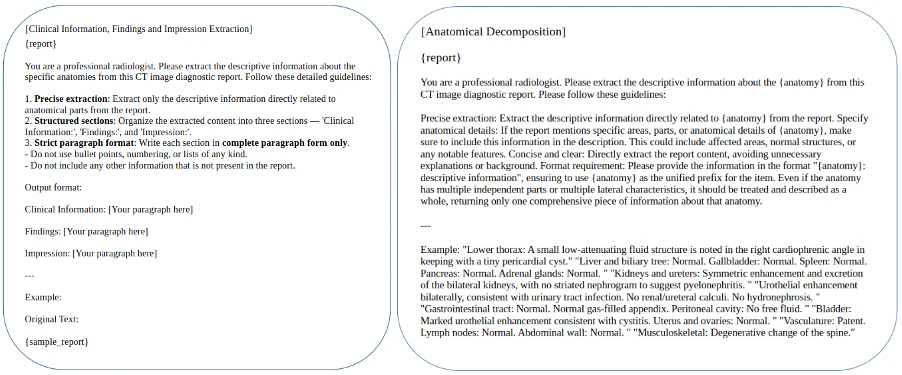 [Clinical Information, Findings and Impression Extraction]
{report}
You are a professional radiologist. Please extract the descriptive information about the
specific anatomies from this CT image diagnostic report. Follow these detailed guidelines:
1. Precise extraction: Extract only the descriptive information directly related to
anatomical parts from the report.
2. Structured sections: Organize the extracted content into three sections — 'Clinical
Information:', 'Findings:', and 'Impression:'.
3. Strict paragraph format: Write each section in complete paragraph form only.
- Do not use bullet points, numbering, or lists of any kind.
- Do not include any other information that is not present in the report.
Output format:
Clinical Information: [Your paragraph here]
Findings: [Your paragraph here]
Impression: [Your paragraph here]
---
Example:
Original Text:
{sample_report}
[Anatomical Decomposition]
{report}
You are a professional radiologist. Please extract the descriptive information about the {anatomy} from this
CT image diagnostic report. Please follow these guidelines:
Precise extraction: Extract the descriptive information directly related to {anatomy} from the report. Specify
anatomical details: If the report mentions specific areas, parts, or anatomical details of {anatomy}, make
sure to include this information in the description. This could include affected areas, normal structures, or
any notable features. Concise and clear: Directly extract the report content, avoiding unnecessary
explanations or background. Format requirement: Please provide the information in the format "{anatomy}:
descriptive information", ensuring to use {anatomy} as the unified prefix for the item. Even if the anatomy
has multiple independent parts or multiple lateral characteristics, it should be treated and described as a
whole, returning only one comprehensive piece of information about that anatomy.
---
Example: "Lower thorax: A small low-attenuating fluid structure is noted in the right cardiophrenic angle in
keeping with a tiny pericardial cyst." "Liver and biliary tree: Normal. Gallbladder: Normal. Spleen: Normal.
Pancreas: Normal. Adrenal glands: Normal. " "Kidneys and ureters: Symmetric enhancement and excretion
of the bilateral kidneys, with no striated nephrogram to suggest pyelonephritis. " "Urothelial enhancement
bilaterally, consistent with urinary tract infection. No renal/ureteral calculi. No hydronephrosis. "
"Gastrointestinal tract: Normal. Normal gas-filled appendix. Peritoneal cavity: No free fluid. " "Bladder:
Marked urothelial enhancement consistent with cystitis. Uterus and ovaries: Normal. " "Vasculature: Patent.
Lymph nodes: Normal. Abdominal wall: Normal. " "Musculoskeletal: Degenerative change of the spine."